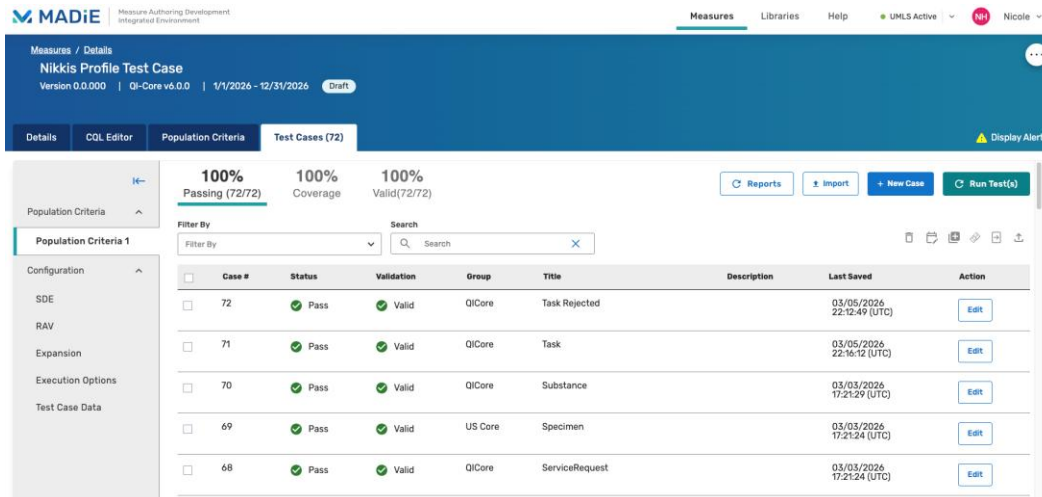 MADiE Measure Authoring Development Integrated Environment
Measures Libraries Help UMLS Active NH Nicole
Measures / Details
Nikkis Profile Test Case
Version 0.0.000 | QI-Core v6.0.0 | 1/1/2026 - 12/31/2026 Draft
Details CQL Editor Population Criteria Test Cases (72) Display Alert
100% 100% 100%
Passing (72/72) Coverage Valid(72/72)
Reports Import + New Case Run Test(s)
Population Criteria
Population Criteria 1
Configuration
SDE
RAV
Expansion
Execution Options
Test Case Data
Filter By Search
Filter By Search
Case # Status Validation Group Title Description Last Saved Action
72 Pass Valid QICore Task Rejected 03/05/2026 22:12:49 (UTC) Edit
71 Pass Valid QICore Task 03/05/2026 22:16:12 (UTC) Edit
70 Pass Valid QICore Substance 03/03/2026 17:21:29 (UTC) Edit
69 Pass Valid US Core Specimen 03/03/2026 17:21:24 (UTC) Edit
68 Pass Valid QICore ServiceRequest 03/03/2026 17:21:24 (UTC) Edit